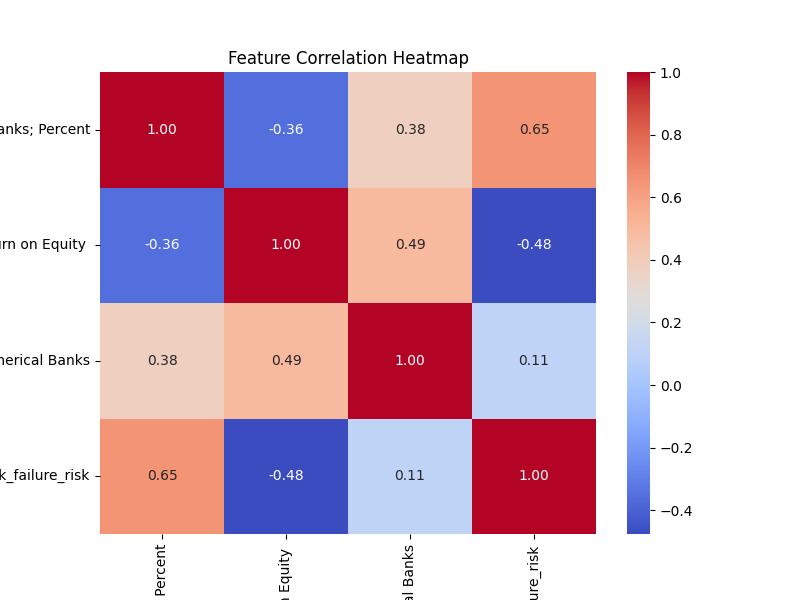 Feature Correlation Heatmap
anks; Percent 1.00 -0.36 0.38 0.65
urn on Equity -0.36 1.00 0.49 -0.48
merical Banks 0.38 0.49 1.00 0.11
k_failure_risk 0.65 -0.48 0.11 1.00
Percent
n Equity
al Banks
ure_risk
1.0
0.8
0.6
0.4
0.2
0.0
−0.2
−0.4